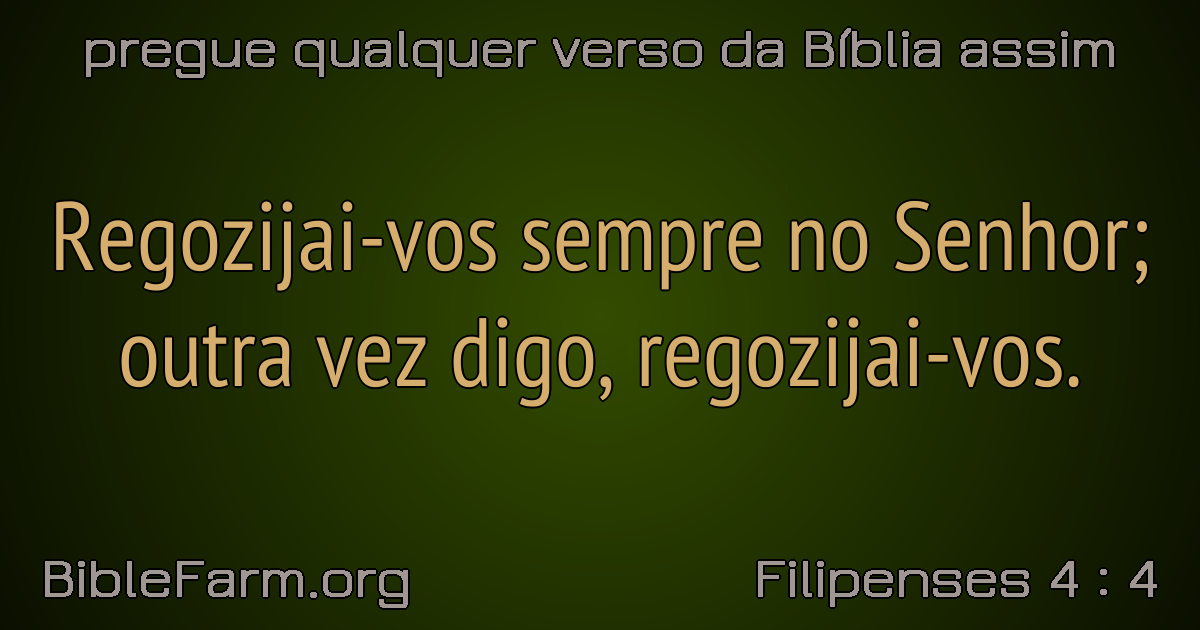 pregue qualquer verso da Bíblia assim
Regozijai-vos sempre no Senhor;
outra vez digo, regozijai-vos.
BibleFarm.org
Filipenses 4 : 4